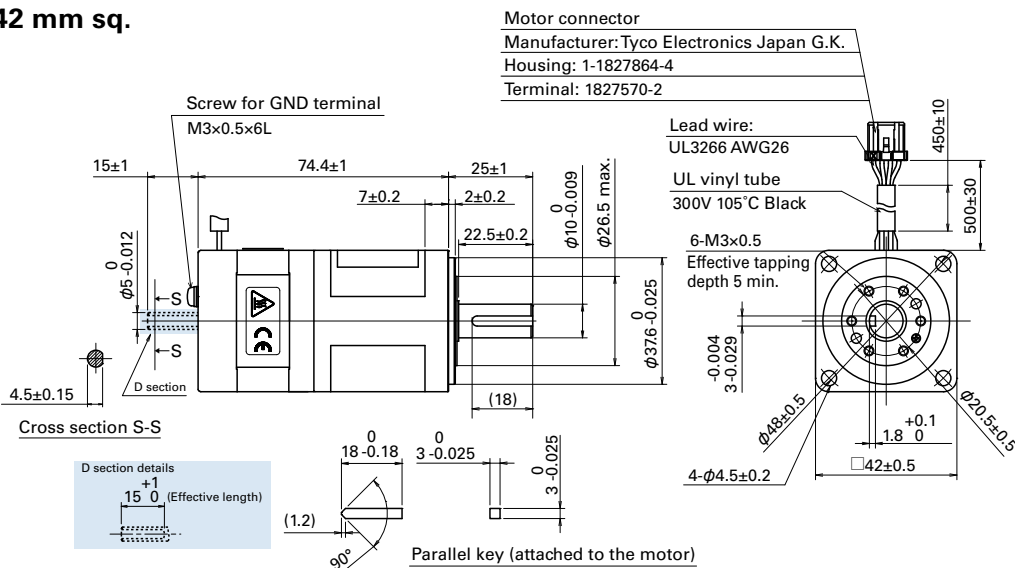 42 mm sq.
Motor connector
Manufacturer: Tyco Electronics Japan G.K.
Housing: 1-1827864-4
Terminal: 1827570-2
Screw for GND terminal
M3×0.5×6L
Lead wire:
UL3266 AWG26
UL vinyl tube
300V 105˚C Black
450±10
500±30
15±1
74.4±1
25±1
7±0.2
2±0.2
22.5±0.2
0
ϕ10-0.009
ϕ26.5 max.
0
ϕ37.6-0.025
0
ϕ5-0.012
S
S
D section
4.5±0.15
Cross section S-S
(18)
6-M3×0.5
Effective tapping
depth 5 min.
-0.004
3-0.029
ϕ48±0.5
ϕ20.5±0.5
+0.1
1.8 0
□42±0.5
4-ϕ4.5±0.2
D section details
+1
15 0 (Effective length)
0
18-0.18
0
3-0.025
0
3-0.025
(1.2)
90°
Parallel key (attached to the motor)
CE